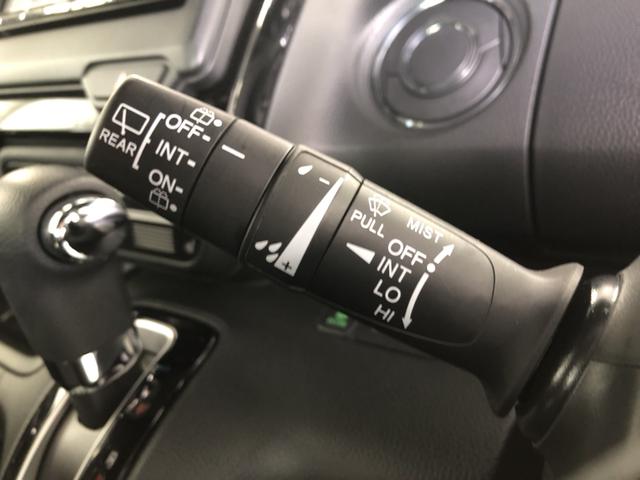 REAR
OFF
INT
ON
−
+
PULL
MIST
OFF
INT
LO
HI